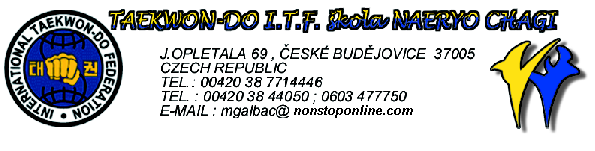 TAEKWON-DO I.T.F. škola NAERYO CHAGI
INTERNATIONAL TAEKWON-DO FEDERATION
태 권
J.OPLETALA 69 , ČESKÉ BUDĚJOVICE 37005
CZECH REPUBLIC
TEL.: 00420 38 7714446
TEL. : 00420 38 44050 ; 0603 477750
E-MAIL : mgalbac@ nonstoponline.com